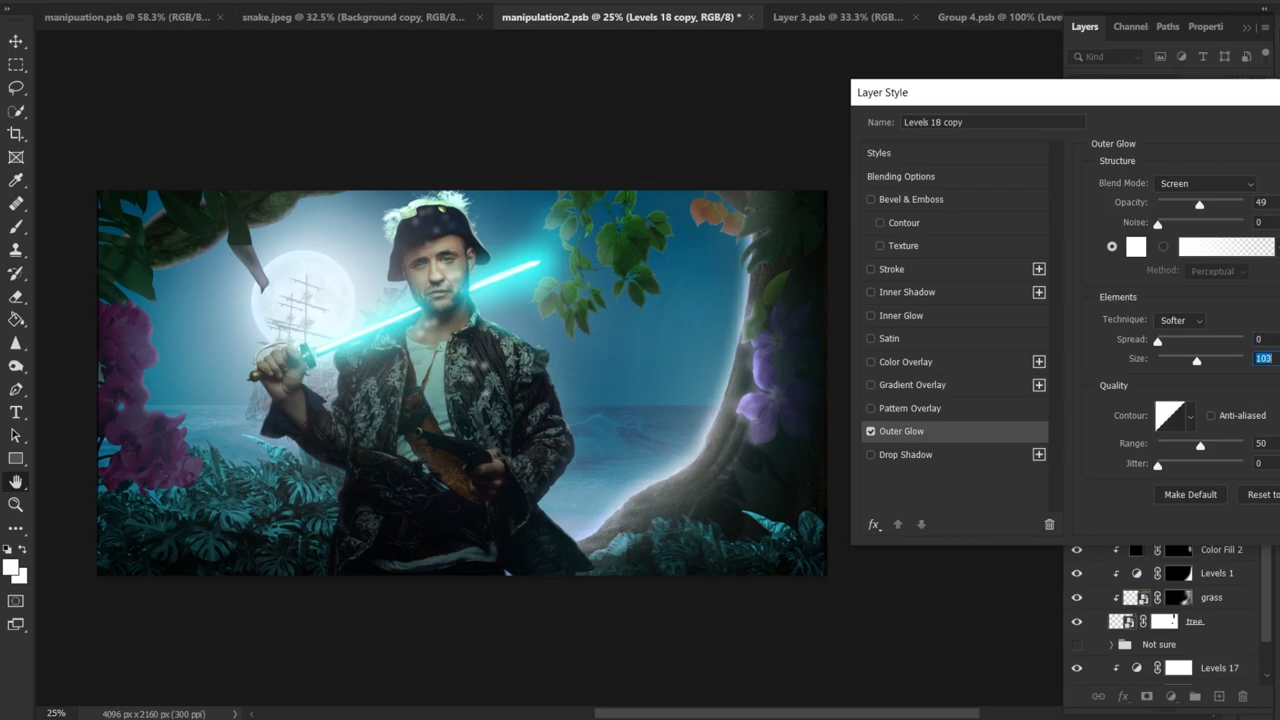 manipuation.psb @ 58.3% (RGB/8...
snake.jpeg @ 32.5% (Background copy, RGB/8...
manipulation2.psb @ 25% (Levels 18 copy, RGB/8) *
Layer 3.psb @ 33.3% (RGB...
Group 4.psb @ 100% (Leve
Layers
Channel
Paths
Properti
Kind
Layer Style
Name:
Levels 18 copy
Styles
Blending Options
Bevel & Emboss
Contour
Texture
Stroke
Inner Shadow
Inner Glow
Satin
Color Overlay
Gradient Overlay
Pattern Overlay
Outer Glow
Drop Shadow
fx
Outer Glow
Structure
Blend Mode: Screen
Opacity: 49
Noise: 0
Method: Perceptual
Elements
Technique: Softer
Spread: 0
Size: 103
Quality
Contour: Anti-aliased
Range: 50
Jitter: 0
Make Default
Reset to
Color Fill 2
Levels 1
grass
tree
Not sure
Levels 17
fx
25%
4096 px x 2160 px (300 ppi)